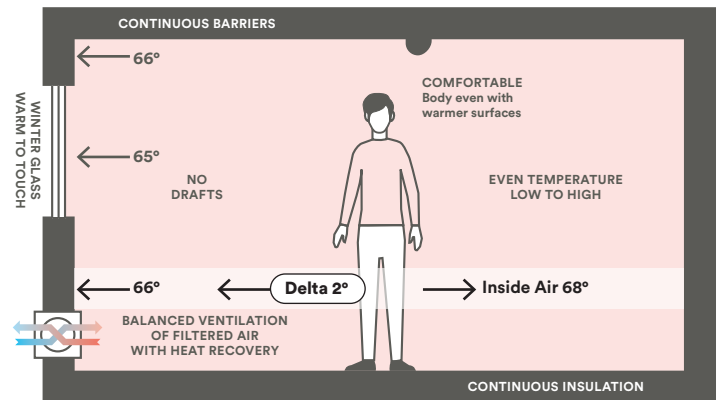 CONTINUOUS BARRIERS
66°
COMFORTABLE
Body even with
warmer surfaces
WINTER GLASS
WARM TO TOUCH
65°
NO
DRAFTS
EVEN TEMPERATURE
LOW TO HIGH
66°
Delta 2°
Inside Air 68°
BALANCED VENTILATION
OF FILTERED AIR
WITH HEAT RECOVERY
CONTINUOUS INSULATION